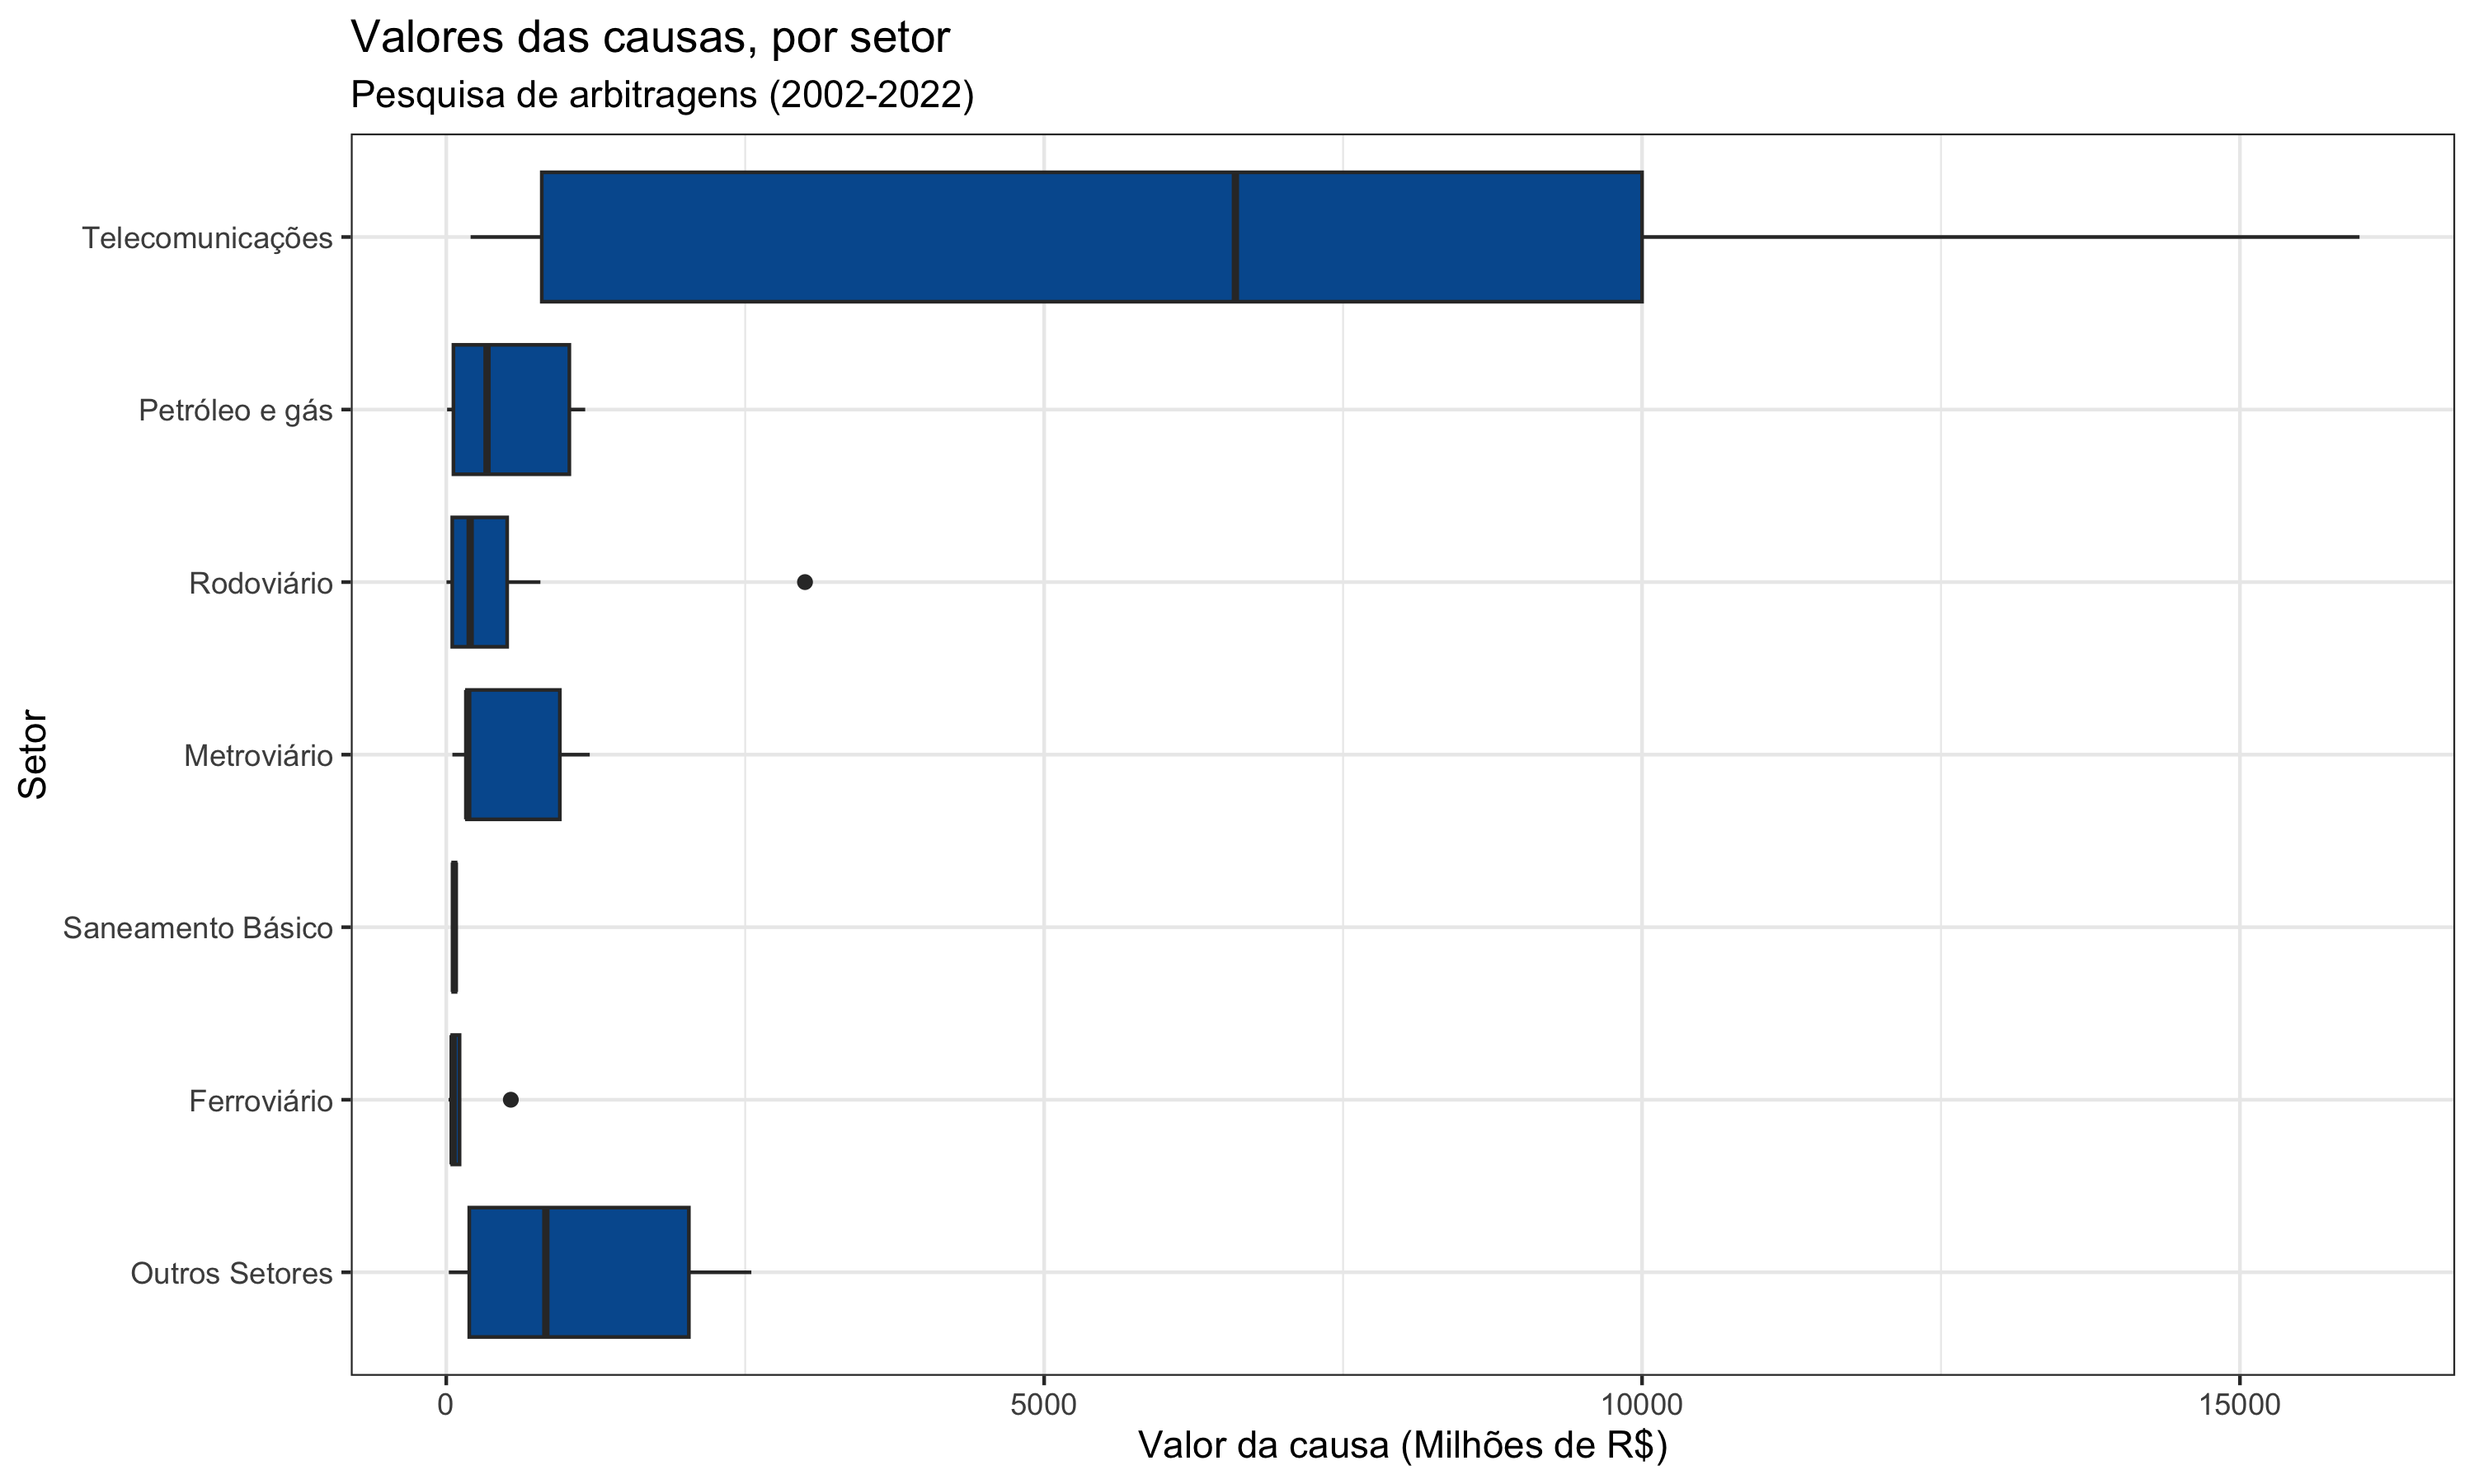 Valores das causas, por setor
Pesquisa de arbitragens (2002-2022)
Setor
Telecomunicações
Petróleo e gás
Rodoviário
Metroviário
Saneamento Básico
Ferroviário
Outros Setores
0 5000 10000 15000
Valor da causa (Milhões de R$)